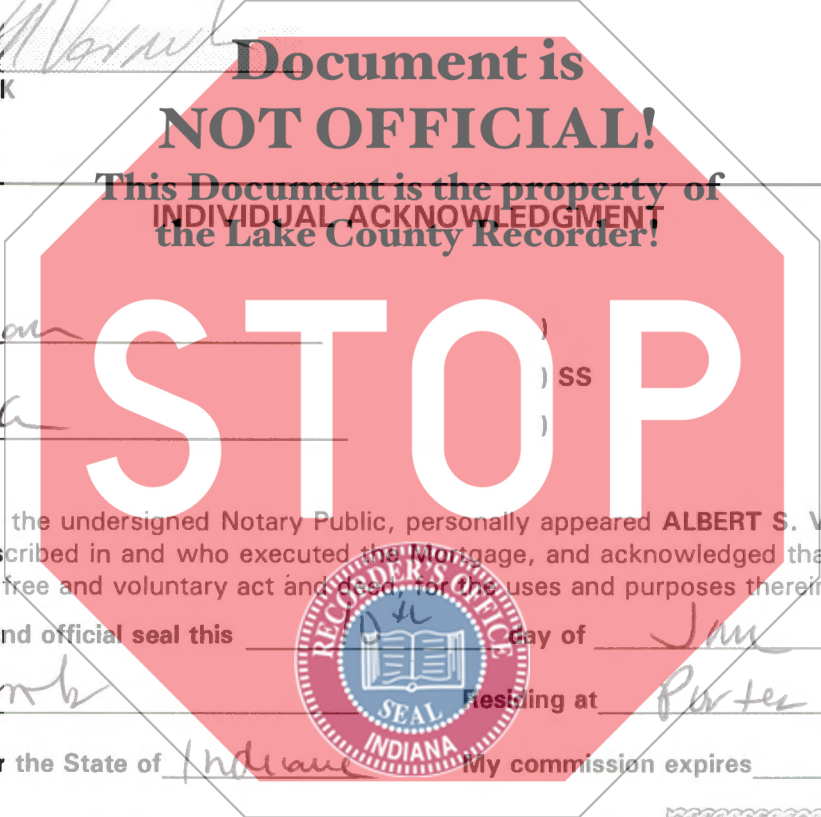 Document is
K
NOT OFFICIAL!
This Document is the property of
INDIVIDUAL ACKNOWLEDGMENT
the Lake County Recorder!
STOP
)
) SS
)
the undersigned Notary Public, personally appeared ALBERT S. V
cribed in and who executed the Mortgage, and acknowledged tha
free and voluntary act and deed, for the uses and purposes therein
nd official seal this day of
Residing at Porter
RECORDER'S OFFICE
SEAL
INDIANA
r the State of Indiana My commission expires